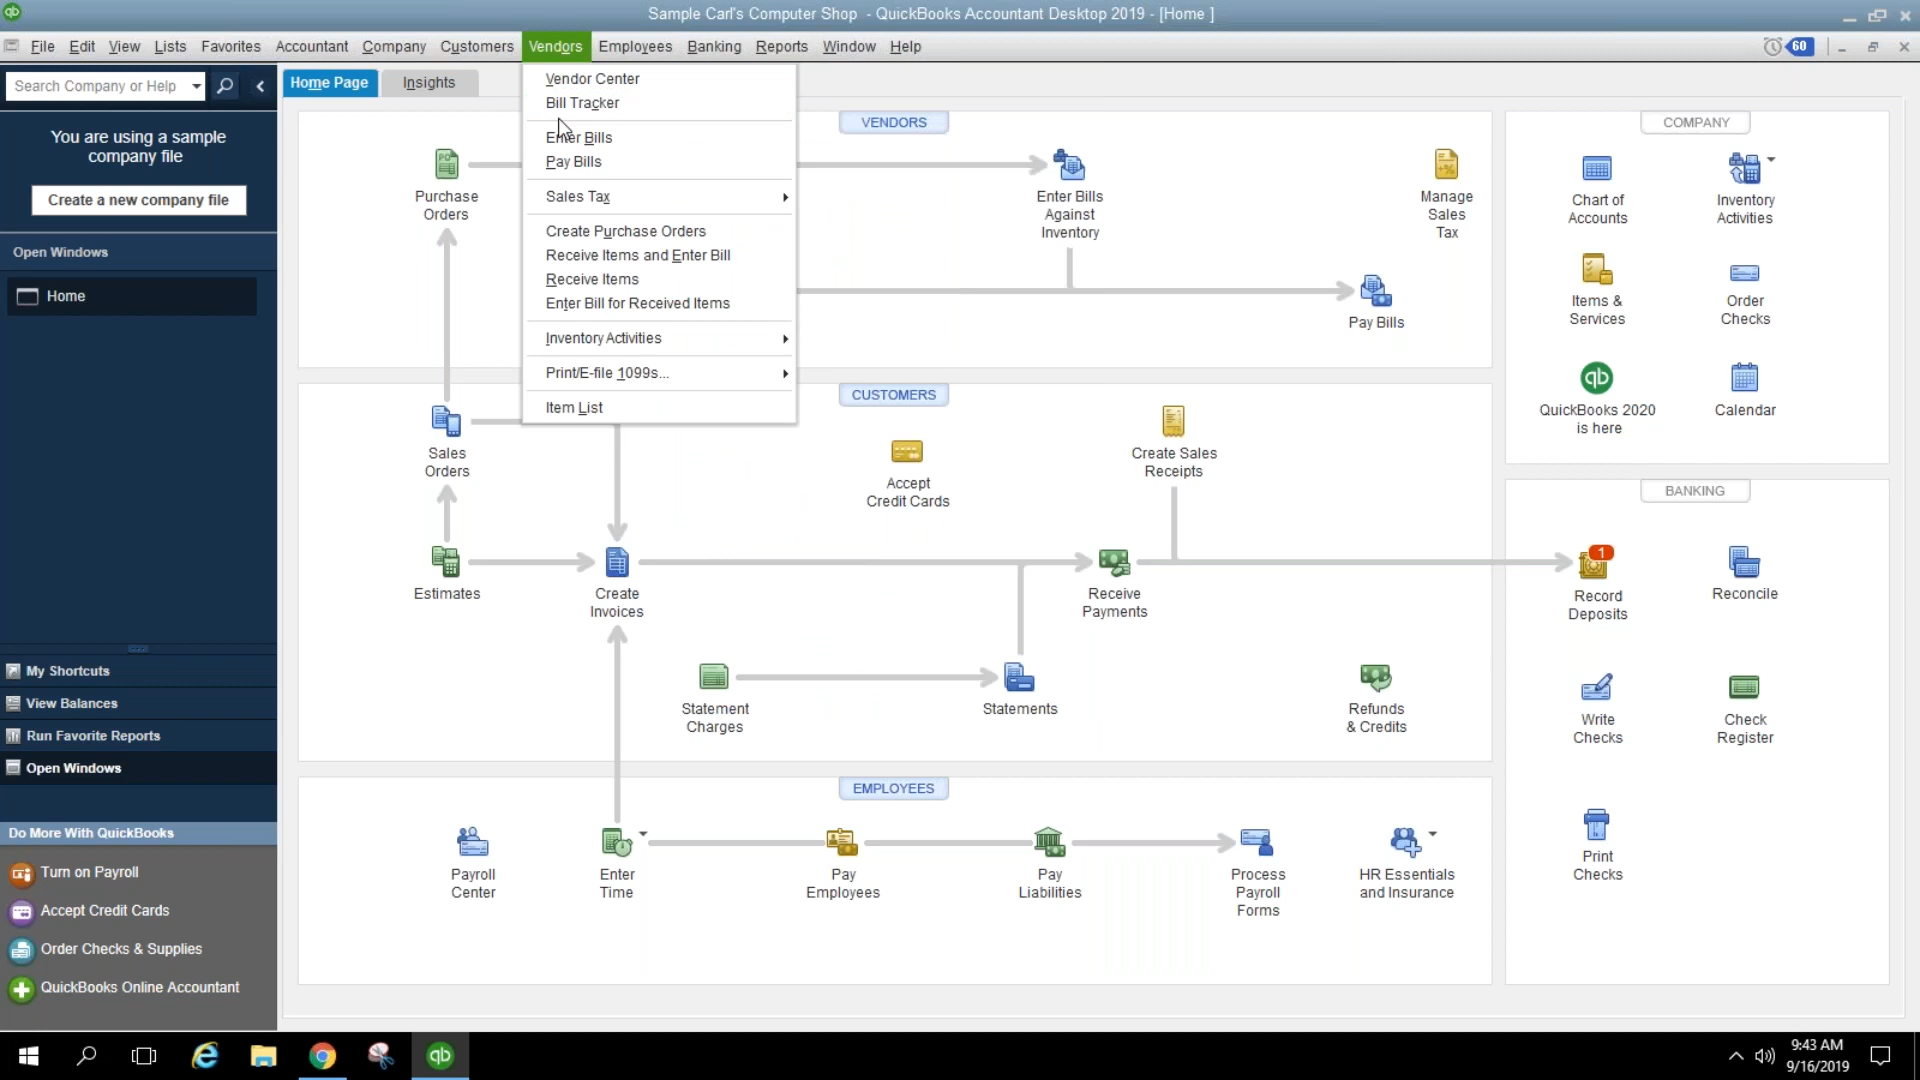 qb
Sample Carl's Computer Shop - QuickBooks Accountant Desktop 2019 - [Home ]
File Edit View Lists Favorites Accountant Company Customers Vendors Employees Banking Reports Window Help
60
Search Company or Help
Home Page
Insights
You are using a sample
company file
Create a new company file
Open Windows
Home
My Shortcuts
View Balances
Run Favorite Reports
Open Windows
Do More With QuickBooks
Turn on Payroll
Accept Credit Cards
Order Checks & Supplies
QuickBooks Online Accountant
Vendor Center
Bill Tracker
Enter Bills
Pay Bills
Sales Tax
Create Purchase Orders
Receive Items and Enter Bill
Receive Items
Enter Bill for Received Items
Inventory Activities
Print/E-file 1099s...
Item List
VENDORS
PO
Purchase
Orders
Enter Bills
Against
Inventory
Manage
Sales
Tax
Pay Bills
CUSTOMERS
Sales
Orders
Accept
Credit Cards
Create Sales
Receipts
Estimates
Create
Invoices
Receive
Payments
Statement
Charges
Statements
Refunds
& Credits
EMPLOYEES
Payroll
Center
Enter
Time
Pay
Employees
Pay
Liabilities
Process
Payroll
Forms
HR Essentials
and Insurance
COMPANY
Chart of
Accounts
Inventory
Activities
Items &
Services
Order
Checks
qb
QuickBooks 2020
is here
Calendar
BANKING
1
Record
Deposits
Reconcile
Write
Checks
Check
Register
Print
Checks
qb
9:43 AM
9/16/2019